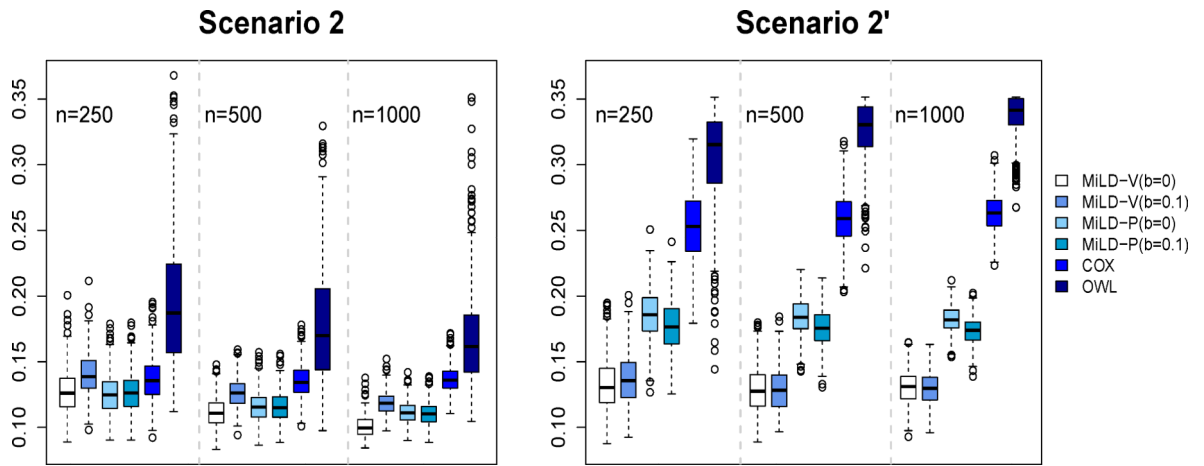 Scenario 2
Scenario 2'
0.35
0.30
0.25
0.20
0.15
0.10
n=250
n=500
n=1000
0.35
0.30
0.25
0.20
0.15
0.10
n=250
n=500
n=1000
MiLD−V(b=0)
MiLD−V(b=0.1)
MiLD−P(b=0)
MiLD−P(b=0.1)
COX
OWL